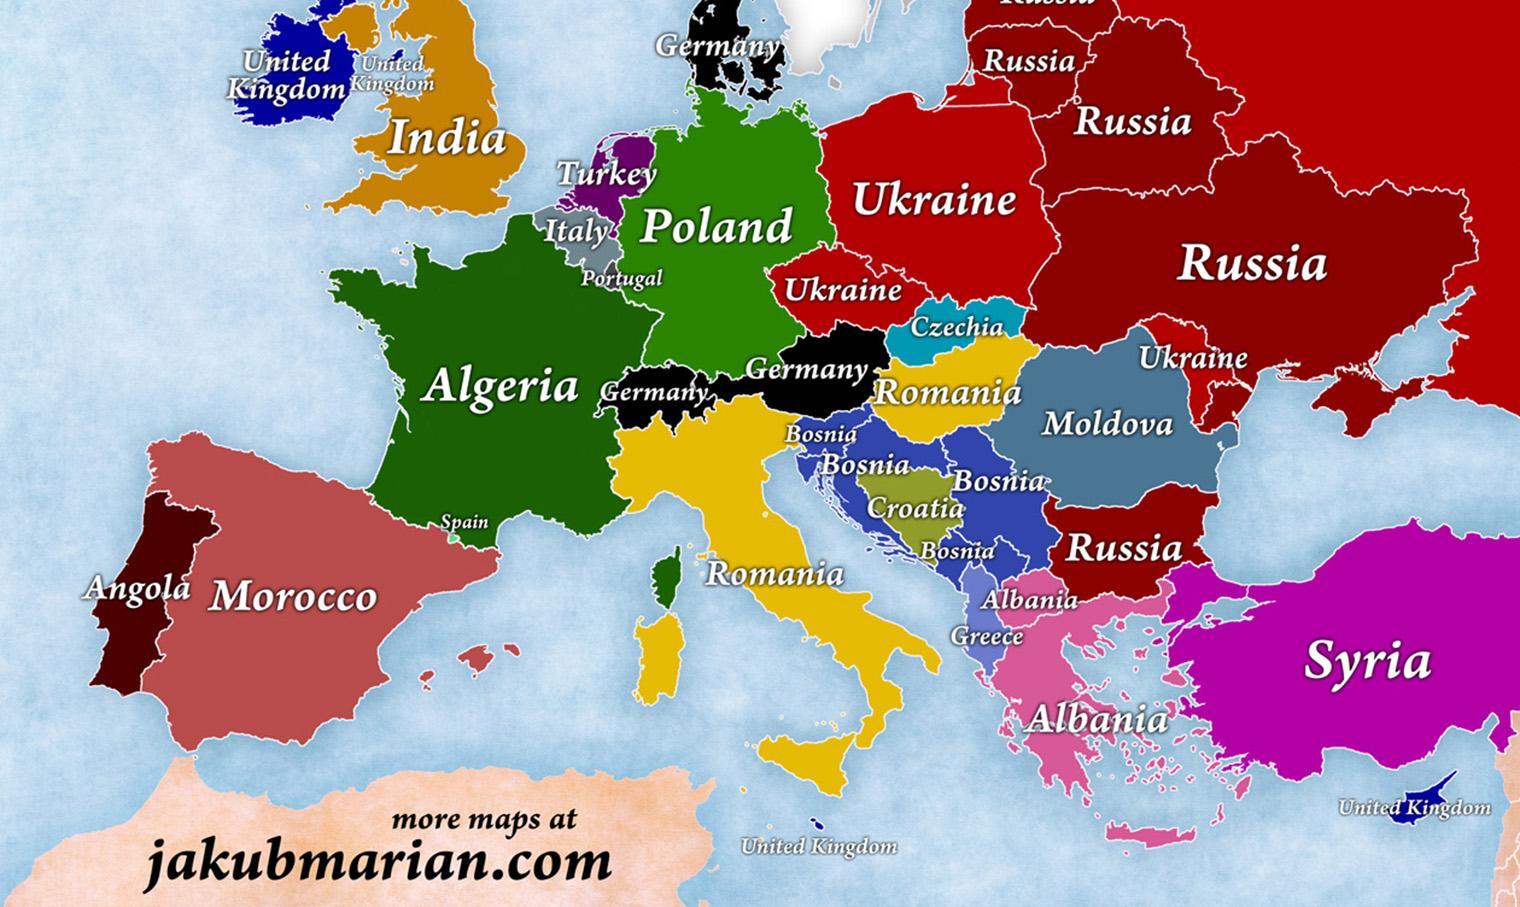 Russia
Germany
Russia
United
Kingdom
United
Kingdom
Russia
India
Turkey
Ukraine
Italy
Poland
Russia
Portugal
Ukraine
Czechia
Ukraine
Germany
Germany
Romania
Algeria
Moldova
Bosnia
Bosnia
Bosnia
Croatia
Spain
Bosnia
Russia
Romania
Angola
Morocco
Albania
Greece
Syria
Albania
United Kingdom
more maps at
jakubmarian.com
United Kingdom